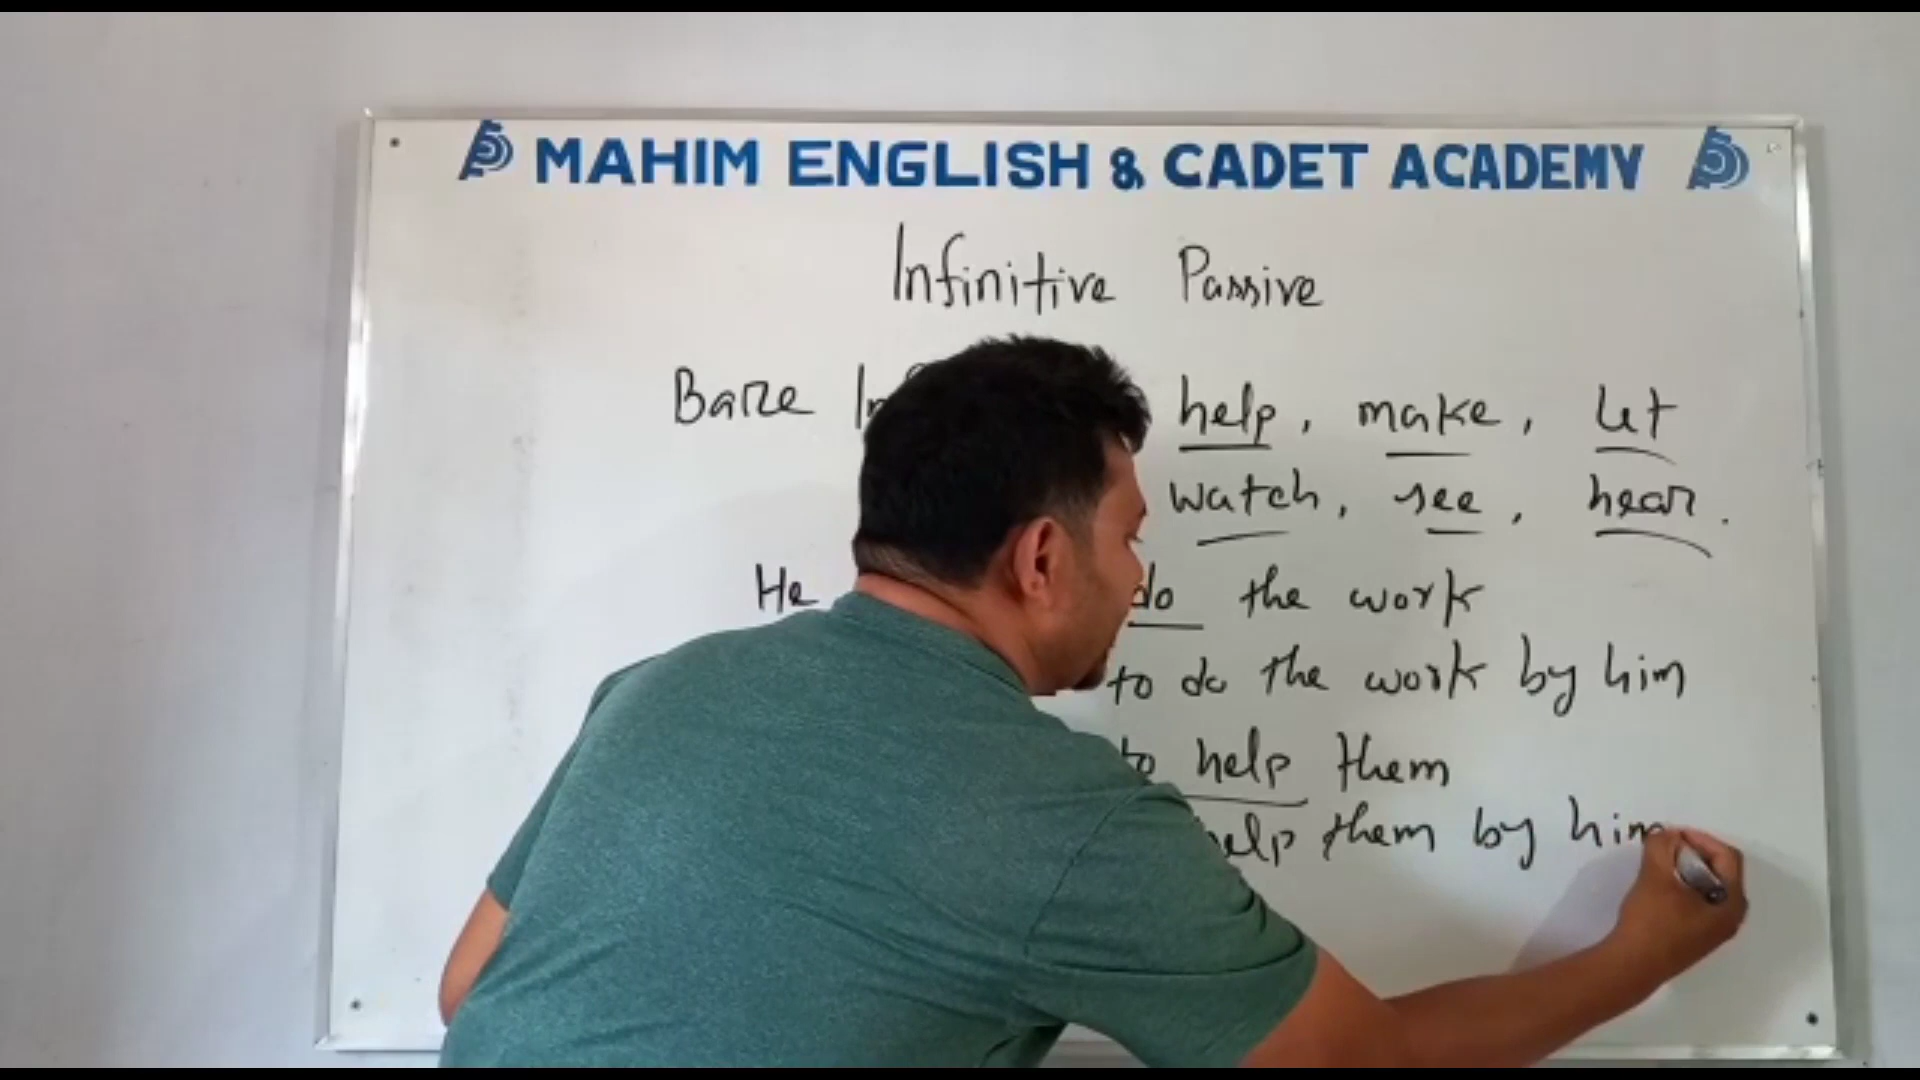 MAHIM ENGLISH & CADET ACADEMY
Infinitive Passive
Bare help, make, let
watch, see, hear.
He do the work
to do the work by him
to help them
help them by him